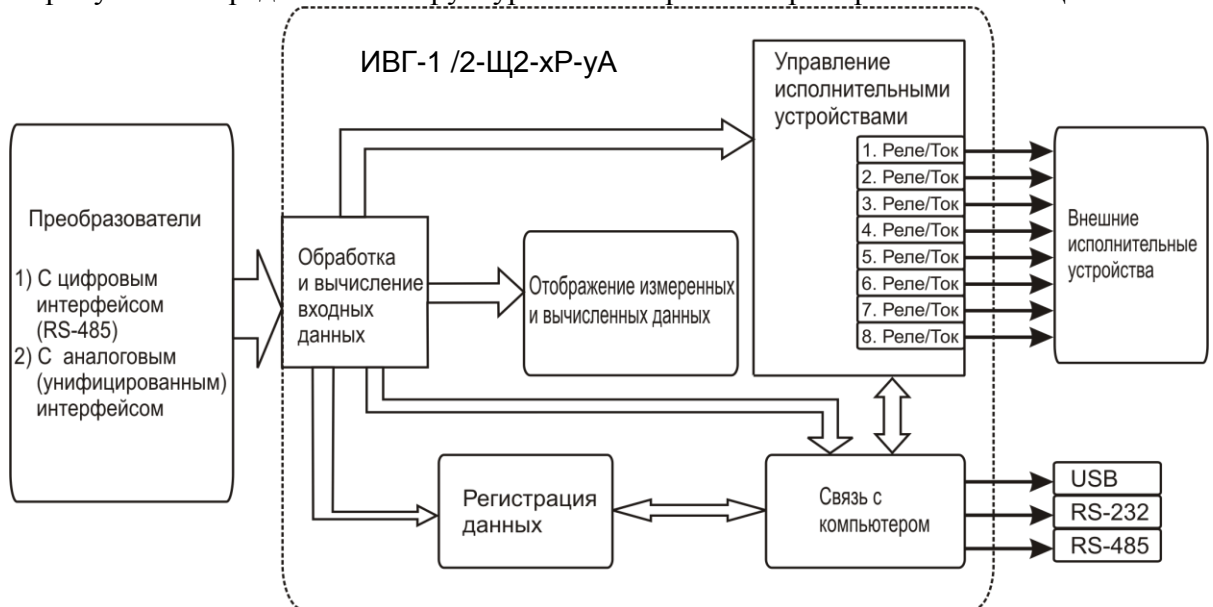 ИВГ-1 /2-Щ2-хР-уА
Преобразователи
1) С цифровым
интерфейсом
(RS-485)
2) С аналоговым
(унифицированным)
интерфейсом
Обработка
и вычисление
входных
данных
Отображение измеренных
и вычисленных данных
Управление
исполнительными
устройствами
1. Реле/Ток
2. Реле/Ток
3. Реле/Ток
4. Реле/Ток
5. Реле/Ток
6. Реле/Ток
7. Реле/Ток
8. Реле/Ток
Внешние
исполнительные
устройства
Регистрация
данных
Связь с
компьютером
USB
RS-232
RS-485